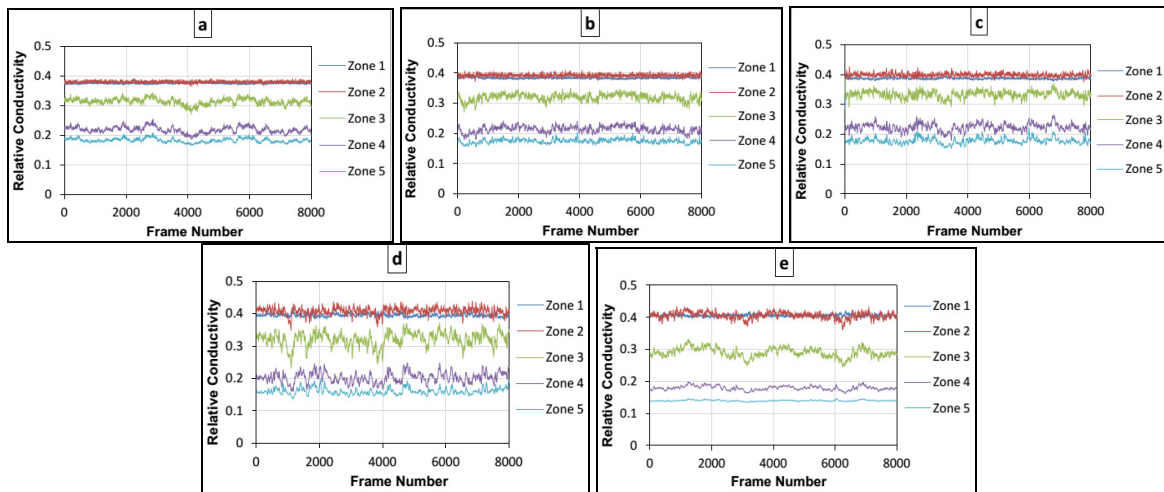 a
Relative Conductivity
0.5
0.4
0.3
0.2
0.1
0
0 2000 4000 6000 8000
Frame Number
Zone 1
Zone 2
Zone 3
Zone 4
Zone 5
b
Relative Conductivity
0.5
0.4
0.3
0.2
0.1
0
0 2000 4000 6000 8000
Frame Number
Zone 1
Zone 2
Zone 3
Zone 4
Zone 5
c
Relative Conductivity
0.5
0.4
0.3
0.2
0.1
0
0 2000 4000 6000 8000
Frame Number
Zone 1
Zone 2
Zone 3
Zone 4
Zone 5
d
Relative Conductivity
0.5
0.4
0.3
0.2
0.1
0
0 2000 4000 6000 8000
Frame Number
Zone 1
Zone 2
Zone 3
Zone 4
Zone 5
e
Relative Conductivity
0.5
0.4
0.3
0.2
0.1
0
0 2000 4000 6000 8000
Frame Number
Zone 1
Zone 2
Zone 3
Zone 4
Zone 5